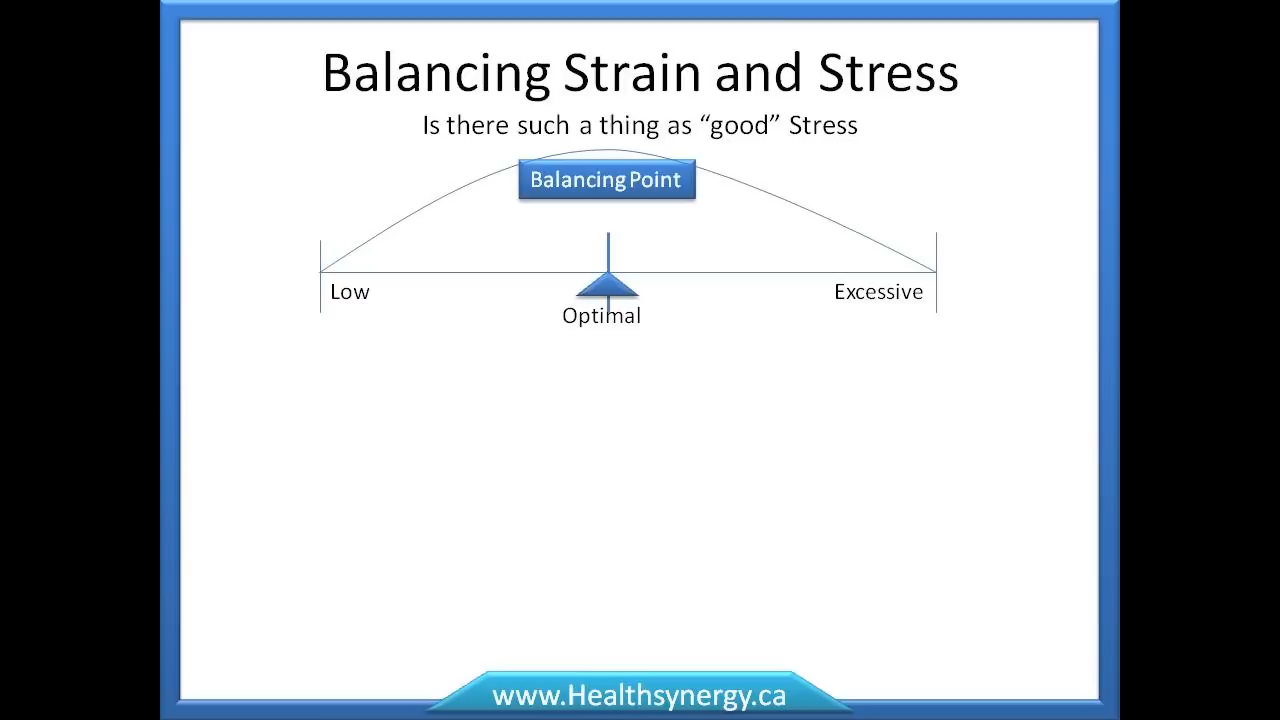 Balancing Strain and Stress
Is there such a thing as “good” Stress
Balancing Point
Low
Excessive
Optimal
www.Healthsynergy.ca